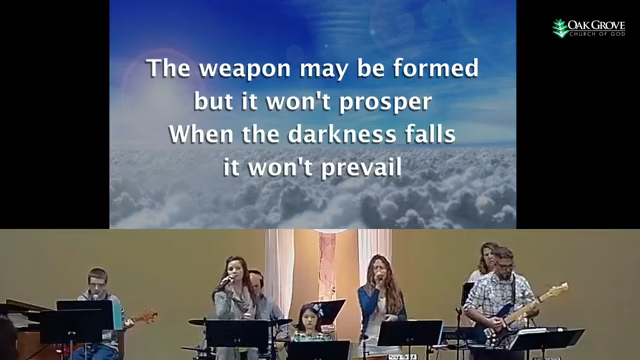 OAK GROVE
CHURCH OF GOD
The weapon may be formed
but it won't prosper
When the darkness falls
it won't prevail